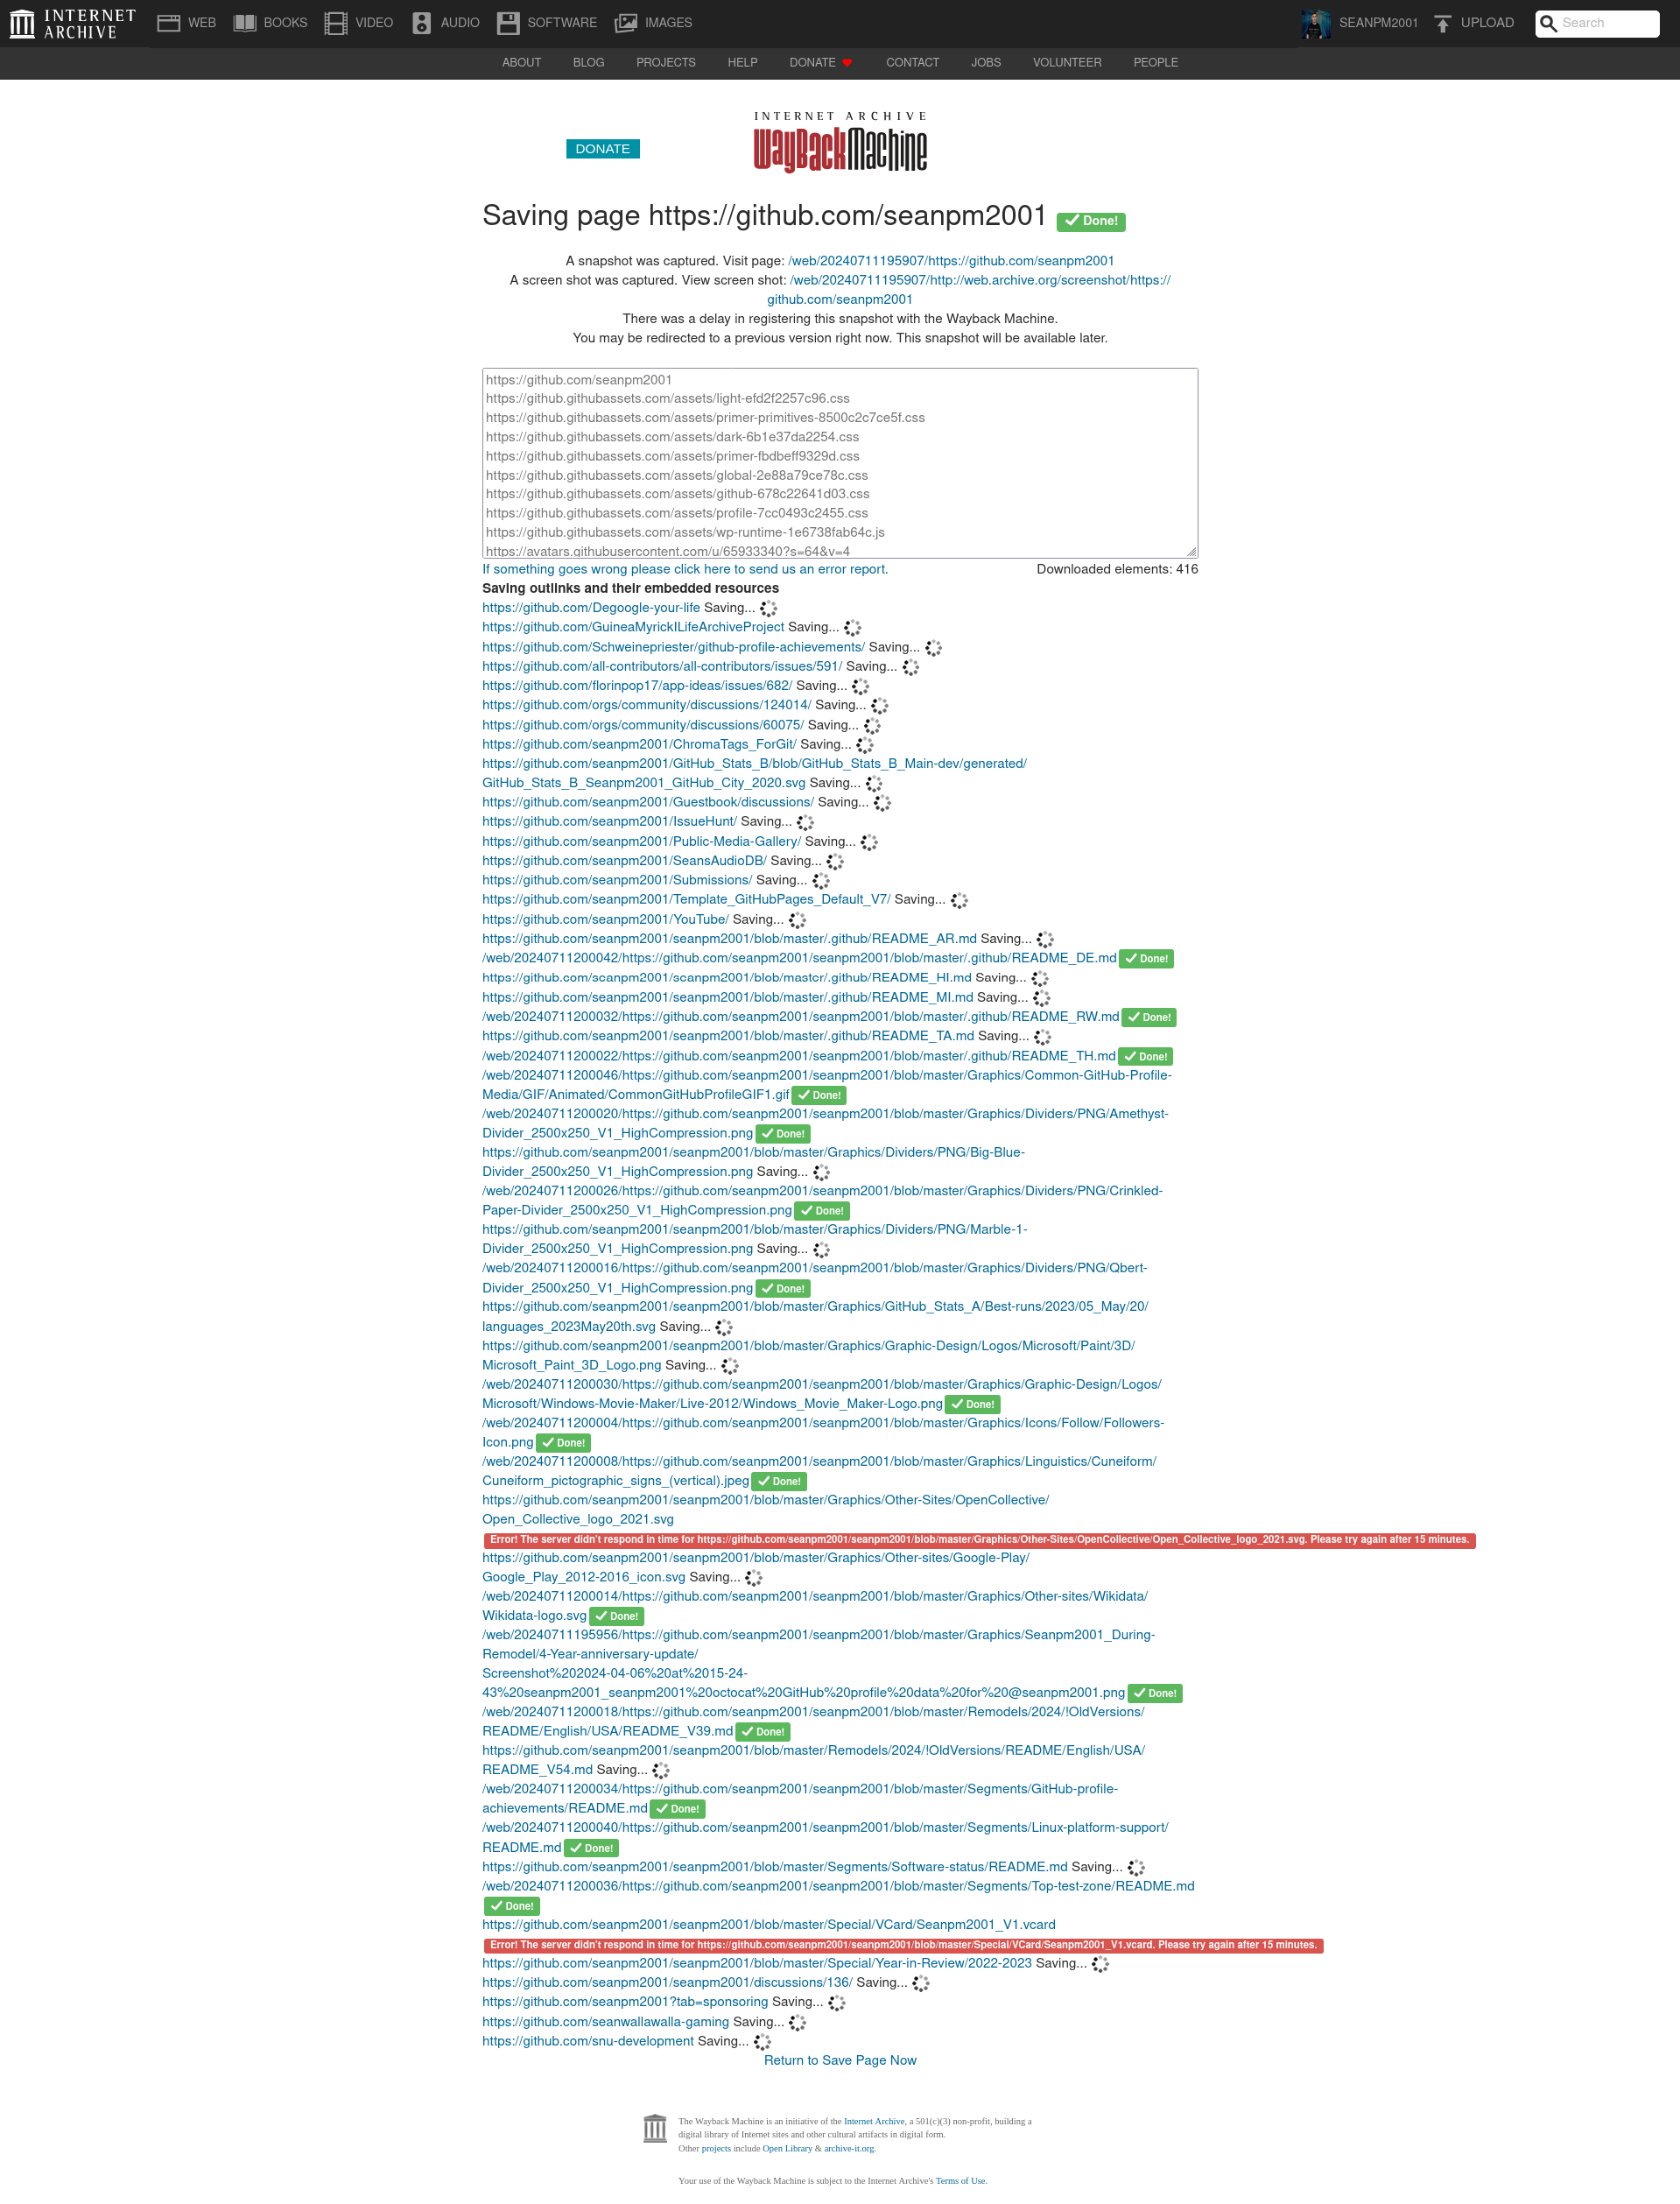 INTERNET ARCHIVE
WEB BOOKS VIDEO AUDIO SOFTWARE IMAGES SEANPM2001 UPLOAD Search
ABOUT BLOG PROJECTS HELP DONATE CONTACT JOBS VOLUNTEER PEOPLE
INTERNET ARCHIVE
DONATE WayBackMachine
Saving page https://github.com/seanpm2001 Done!
A snapshot was captured. Visit page: /web/20240711195907/https://github.com/seanpm2001
A screen shot was captured. View screen shot: /web/20240711195907/http://web.archive.org/screenshot/https://
github.com/seanpm2001
There was a delay in registering this snapshot with the Wayback Machine.
You may be redirected to a previous version right now. This snapshot will be available later.
https://github.com/seanpm2001
https://github.githubassets.com/assets/light-efd2f2257c96.css
https://github.githubassets.com/assets/primer-primitives-8500c2c7ce5f.css
https://github.githubassets.com/assets/dark-6b1e37da2254.css
https://github.githubassets.com/assets/primer-fbdbeff9329d.css
https://github.githubassets.com/assets/global-2e88a79ce78c.css
https://github.githubassets.com/assets/github-678c22641d03.css
https://github.githubassets.com/assets/profile-7cc0493c2455.css
https://github.githubassets.com/assets/wp-runtime-1e6738fab64c.js
https://avatars.githubusercontent.com/u/65933340?s=64&v=4
If something goes wrong please click here to send us an error report. Downloaded elements: 416
Saving outlinks and their embedded resources
https://github.com/Degoogle-your-life Saving...
https://github.com/GuineaMyrickILifeArchiveProject Saving...
https://github.com/Schweinepriester/github-profile-achievements/ Saving...
https://github.com/all-contributors/all-contributors/issues/591/ Saving...
https://github.com/florinpop17/app-ideas/issues/682/ Saving...
https://github.com/orgs/community/discussions/124014/ Saving...
https://github.com/orgs/community/discussions/60075/ Saving...
https://github.com/seanpm2001/ChromaTags_ForGit/ Saving...
https://github.com/seanpm2001/GitHub_Stats_B/blob/GitHub_Stats_B_Main-dev/generated/
GitHub_Stats_B_Seanpm2001_GitHub_City_2020.svg Saving...
https://github.com/seanpm2001/Guestbook/discussions/ Saving...
https://github.com/seanpm2001/IssueHunt/ Saving...
https://github.com/seanpm2001/Public-Media-Gallery/ Saving...
https://github.com/seanpm2001/SeansAudioDB/ Saving...
https://github.com/seanpm2001/Submissions/ Saving...
https://github.com/seanpm2001/Template_GitHubPages_Default_V7/ Saving...
https://github.com/seanpm2001/YouTube/ Saving...
https://github.com/seanpm2001/seanpm2001/blob/master/.github/README_AR.md Saving...
/web/20240711200042/https://github.com/seanpm2001/seanpm2001/blob/master/.github/README_DE.md Done!
https://github.com/seanpm2001/seanpm2001/blob/master/.github/README_HI.md Saving...
https://github.com/seanpm2001/seanpm2001/blob/master/.github/README_MI.md Saving...
/web/20240711200032/https://github.com/seanpm2001/seanpm2001/blob/master/.github/README_RW.md Done!
https://github.com/seanpm2001/seanpm2001/blob/master/.github/README_TA.md Saving...
/web/20240711200022/https://github.com/seanpm2001/seanpm2001/blob/master/.github/README_TH.md Done!
/web/20240711200046/https://github.com/seanpm2001/seanpm2001/blob/master/Graphics/Common-GitHub-Profile-
Media/GIF/Animated/CommonGitHubProfileGIF1.gif Done!
/web/20240711200020/https://github.com/seanpm2001/seanpm2001/blob/master/Graphics/Dividers/PNG/Amethyst-
Divider_2500x250_V1_HighCompression.png Done!
https://github.com/seanpm2001/seanpm2001/blob/master/Graphics/Dividers/PNG/Big-Blue-
Divider_2500x250_V1_HighCompression.png Saving...
/web/20240711200026/https://github.com/seanpm2001/seanpm2001/blob/master/Graphics/Dividers/PNG/Crinkled-
Paper-Divider_2500x250_V1_HighCompression.png Done!
https://github.com/seanpm2001/seanpm2001/blob/master/Graphics/Dividers/PNG/Marble-1-
Divider_2500x250_V1_HighCompression.png Saving...
/web/20240711200016/https://github.com/seanpm2001/seanpm2001/blob/master/Graphics/Dividers/PNG/Qbert-
Divider_2500x250_V1_HighCompression.png Done!
https://github.com/seanpm2001/seanpm2001/blob/master/Graphics/GitHub_Stats_A/Best-runs/2023/05_May/20/
languages_2023May20th.svg Saving...
https://github.com/seanpm2001/seanpm2001/blob/master/Graphics/Graphic-Design/Logos/Microsoft/Paint/3D/
Microsoft_Paint_3D_Logo.png Saving...
/web/20240711200030/https://github.com/seanpm2001/seanpm2001/blob/master/Graphics/Graphic-Design/Logos/
Microsoft/Windows-Movie-Maker/Live-2012/Windows_Movie_Maker-Logo.png Done!
/web/20240711200004/https://github.com/seanpm2001/seanpm2001/blob/master/Graphics/Icons/Follow/Followers-
Icon.png Done!
/web/20240711200008/https://github.com/seanpm2001/seanpm2001/blob/master/Graphics/Linguistics/Cuneiform/
Cuneiform_pictographic_signs_(vertical).jpeg Done!
https://github.com/seanpm2001/seanpm2001/blob/master/Graphics/Other-Sites/OpenCollective/
Open_Collective_logo_2021.svg
Error! The server didn't respond in time for https://github.com/seanpm2001/seanpm2001/blob/master/Graphics/Other-Sites/OpenCollective/Open_Collective_logo_2021.svg. Please try again after 15 minutes.
https://github.com/seanpm2001/seanpm2001/blob/master/Graphics/Other-sites/Google-Play/
Google_Play_2012-2016_icon.svg Saving...
/web/20240711200014/https://github.com/seanpm2001/seanpm2001/blob/master/Graphics/Other-sites/Wikidata/
Wikidata-logo.svg Done!
/web/20240711195956/https://github.com/seanpm2001/seanpm2001/blob/master/Graphics/Seanpm2001_During-
Remodel/4-Year-anniversary-update/
Screenshot%202024-04-06%20at%2015-24-
43%20seanpm2001_seanpm2001%20octocat%20GitHub%20profile%20data%20for%20@seanpm2001.png Done!
/web/20240711200018/https://github.com/seanpm2001/seanpm2001/blob/master/Remodels/2024/!OldVersions/
README/English/USA/README_V39.md Done!
https://github.com/seanpm2001/seanpm2001/blob/master/Remodels/2024/!OldVersions/README/English/USA/
README_V54.md Saving...
/web/20240711200034/https://github.com/seanpm2001/seanpm2001/blob/master/Segments/GitHub-profile-
achievements/README.md Done!
/web/20240711200040/https://github.com/seanpm2001/seanpm2001/blob/master/Segments/Linux-platform-support/
README.md Done!
https://github.com/seanpm2001/seanpm2001/blob/master/Segments/Software-status/README.md Saving...
/web/20240711200036/https://github.com/seanpm2001/seanpm2001/blob/master/Segments/Top-test-zone/README.md
Done!
https://github.com/seanpm2001/seanpm2001/blob/master/Special/VCard/Seanpm2001_V1.vcard
Error! The server didn't respond in time for https://github.com/seanpm2001/seanpm2001/blob/master/Special/VCard/Seanpm2001_V1.vcard. Please try again after 15 minutes.
https://github.com/seanpm2001/seanpm2001/blob/master/Special/Year-in-Review/2022-2023 Saving...
https://github.com/seanpm2001/seanpm2001/discussions/136/ Saving...
https://github.com/seanpm2001?tab=sponsoring Saving...
https://github.com/seanwallawalla-gaming Saving...
https://github.com/snu-development Saving...
Return to Save Page Now
The Wayback Machine is an initiative of the Internet Archive, a 501(c)(3) non-profit, building a
digital library of Internet sites and other cultural artifacts in digital form.
Other projects include Open Library & archive-it.org.
Your use of the Wayback Machine is subject to the Internet Archive's Terms of Use.